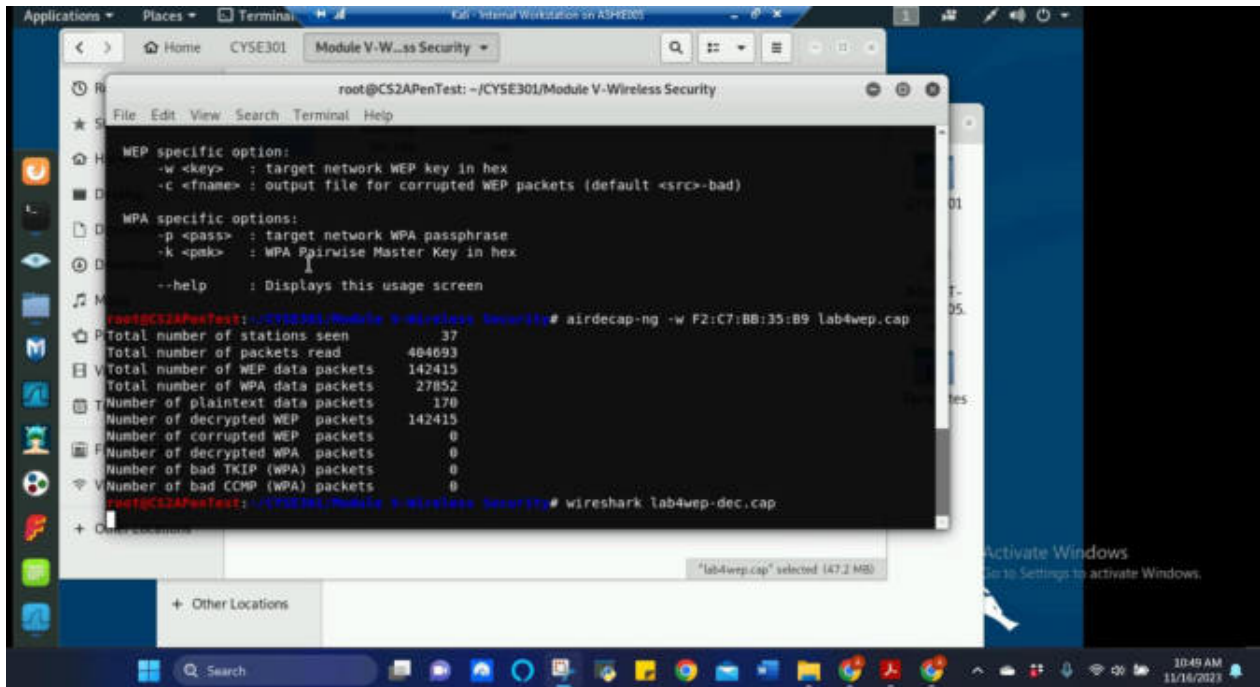 Applications Places Terminal Kali - Internal Workstation on ASHIE005 1
Home CYSE301 Module V-W...ss Security
root@CS2APenTest: ~/CYSE301/Module V-Wireless Security
File Edit View Search Terminal Help
WEP specific option:
-w <key> : target network WEP key in hex
-c <fname> : output file for corrupted WEP packets (default <src>-bad)
WPA specific options:
-p <pass> : target network WPA passphrase
-k <pmk> : WPA Pairwise Master Key in hex
--help : Displays this usage screen
root@CS2APenTest:~/CYSE301/Module V-Wireless Security# airdecap-ng -w F2:C7:BB:35:B9 lab4wep.cap
Total number of stations seen 37
Total number of packets read 404693
Total number of WEP data packets 142415
Total number of WPA data packets 27852
Number of plaintext data packets 170
Number of decrypted WEP packets 142415
Number of corrupted WEP packets 0
Number of decrypted WPA packets 0
Number of bad TKIP (WPA) packets 0
Number of bad CCMP (WPA) packets 0
root@CS2APenTest:~/CYSE301/Module V-Wireless Security# wireshark lab4wep-dec.cap
+ Other Locations
"lab4wep.cap" selected (47.2 MB)
Activate Windows
Go to Settings to activate Windows.
+ Other Locations
Search
10:49 AM
11/16/2023